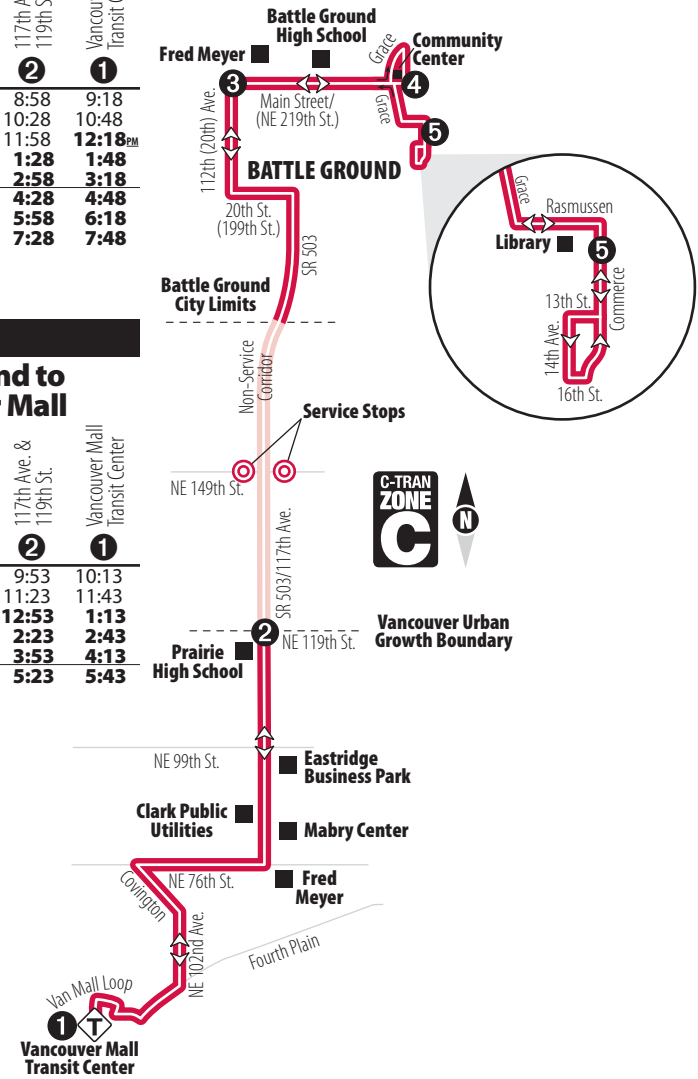 117th A
119th S
Vancou
Transit C
2 1
8:58 9:18
10:28 10:48
11:58 12:18PM
1:28 1:48
2:58 3:18
4:28 4:48
5:58 6:18
7:28 7:48
nd to
r Mall
117th Ave. &
119th St.
Vancouver Mall
Transit Center
2 1
9:53 10:13
11:23 11:43
12:53 1:13
2:23 2:43
3:53 4:13
5:23 5:43
Battle Ground
High School
Fred Meyer
Grace
Community
Center
3
4
Main Street/
(NE 219th St.)
Grace
5
112th (20th) Ave.
BATTLE GROUND
20th St.
(199th St.)
SR 503
Grace
Rasmussen
Library
5
13th St.
Commerce
14th Ave.
16th St.
Battle Ground
City Limits
Non-Service
Corridor
Service Stops
NE 149th St.
C-TRAN
ZONE
C
N
SR 503/117th Ave.
2
NE 119th St.
Vancouver Urban
Growth Boundary
Prairie
High School
NE 99th St.
Eastridge
Business Park
Clark Public
Utilities
Mabry Center
NE 76th St.
Fred
Meyer
Covington
NE 102nd Ave.
Fourth Plain
Van Mall Loop
1
T
Vancouver Mall
Transit Center